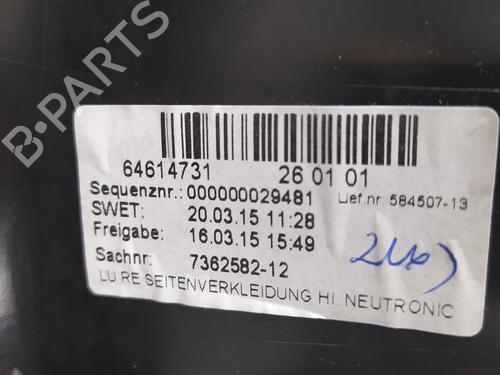 B-PARTS
64614731 26 01 01
Sequenznr.: 000000029481 Lief.nr: 584507-13
SWET: 20.03.15 11:28
Freigabe: 16.03.15 15:49
Sachnr: 7362582-12
LU RE SEITENVERKLEIDUNG HI. NEUTRONIC